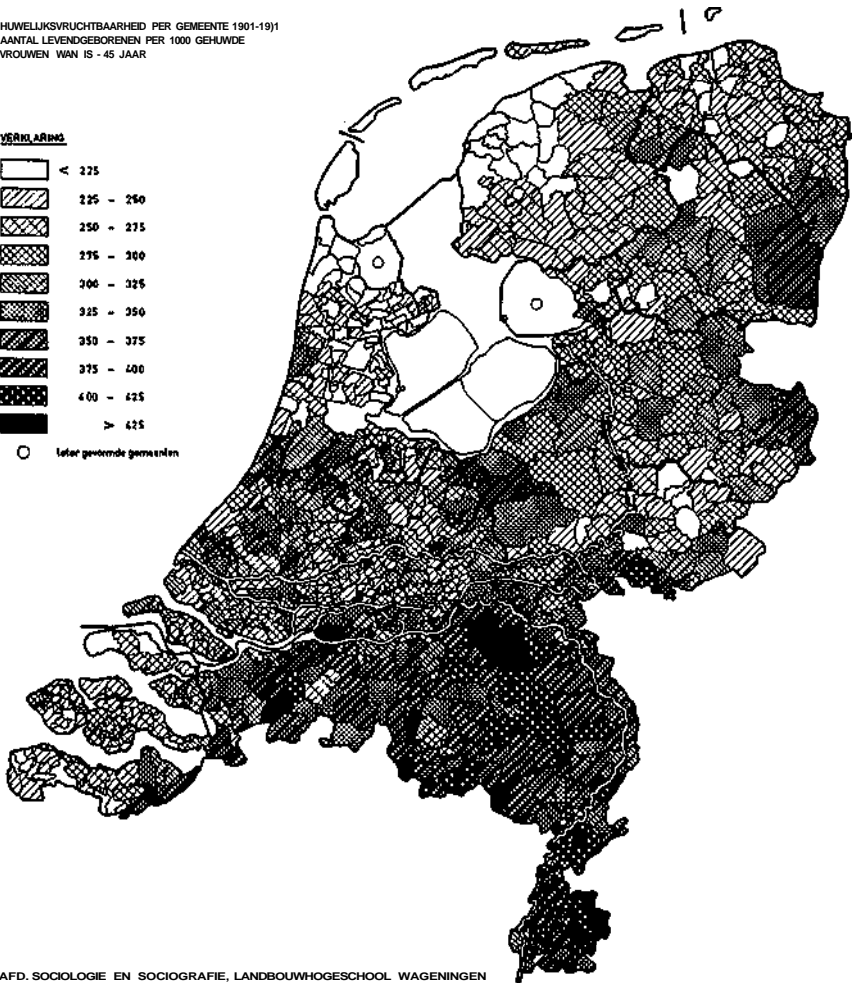 HUWELIJKSVRUCHTBAARHEID PER GEMEENTE 1901-19)1
AANTAL LEVENDGEBORENEN PER 1000 GEHUWDE
VROUWEN WAN IS - 45 JAAR
VERKLARING
< 225
225 - 250
250 - 275
275 - 300
300 - 325
325 - 350
350 - 375
375 - 400
400 - 425
> 425
later gevormde gemeenten
AFD. SOCIOLOGIE EN SOCIOGRAFIE, LANDBOUWHOGESCHOOL WAGENINGEN